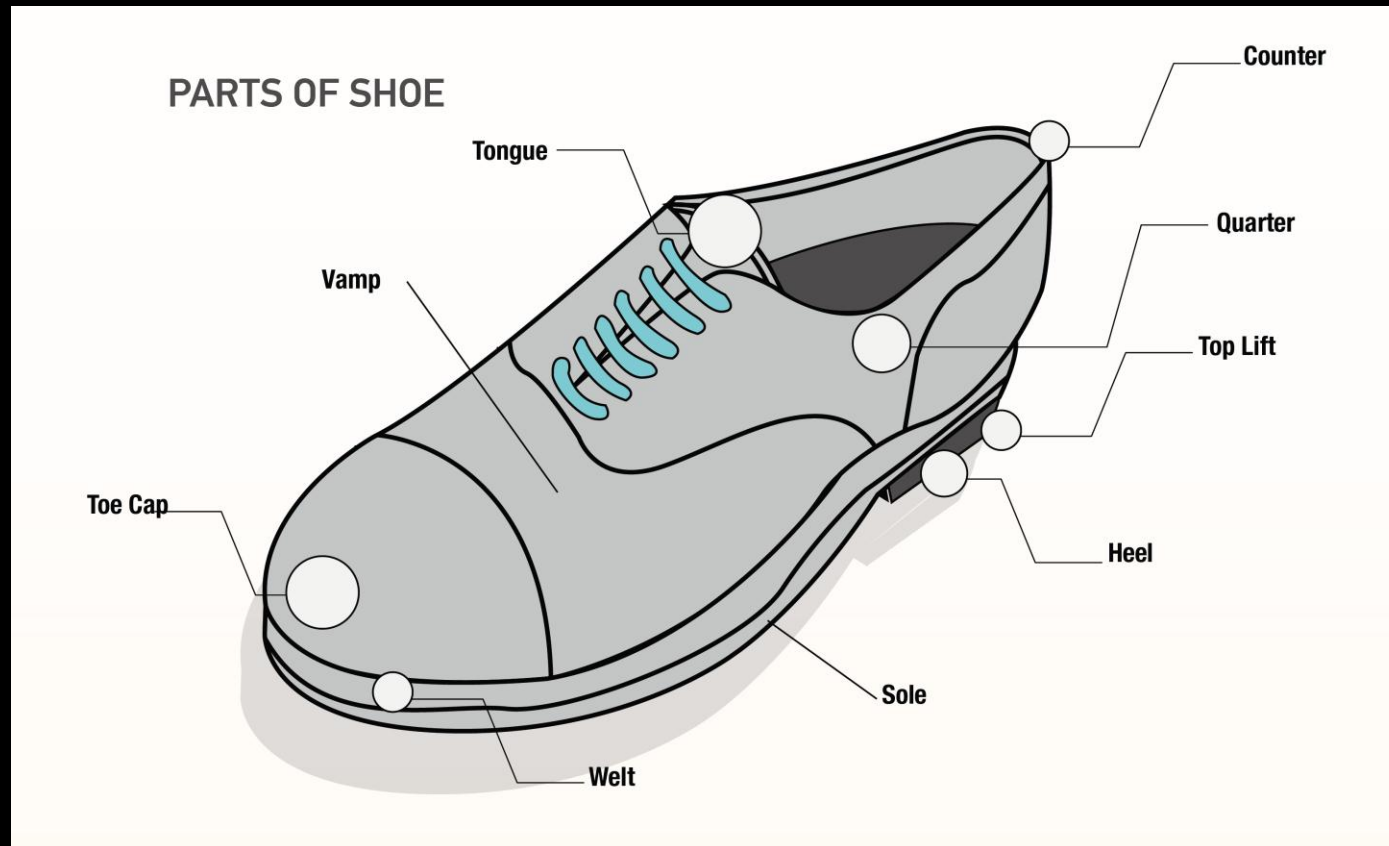 PARTS OF SHOE
Counter
Tongue
Quarter
Vamp
Top Lift
Toe Cap
Heel
Sole
Welt